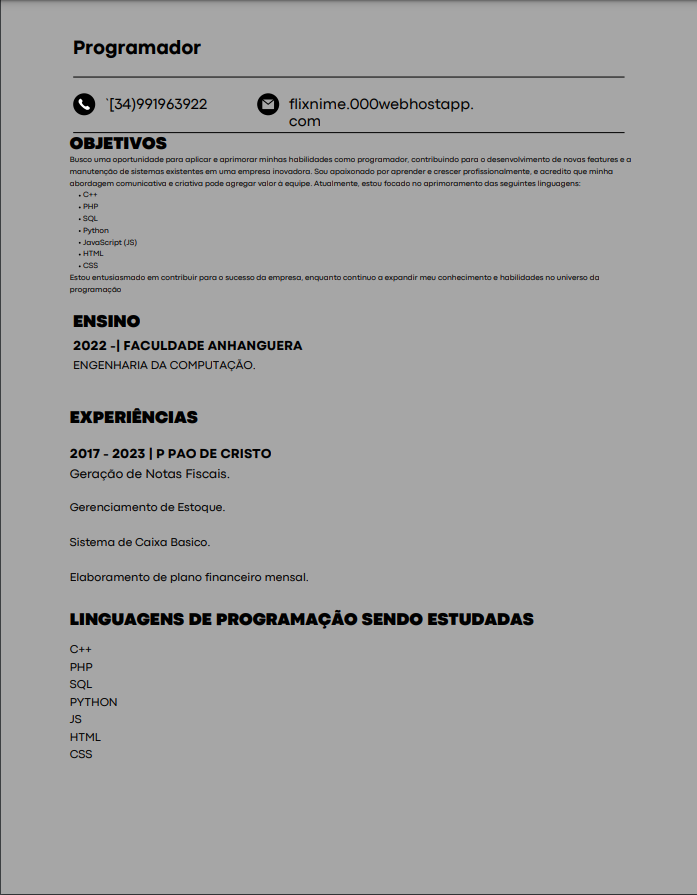 Programador
`[34)991963922
flixnime.000webhostapp.
com
OBJETIVOS
Busco uma oportunidade para aplicar e aprimorar minhas habilidades como programador, contribuindo para o desenvolvimento de novas features e a
manutenção de sistemas existentes em uma empresa inovadora. Sou apaixonado por aprender e crescer profissionalmente, e acredito que minha
abordagem comunicativa e criativa pode agregar valor à equipe. Atualmente, estou focado no aprimoramento das seguintes linguagens:
• C++
• PHP
• SQL
• Python
• JavaScript (JS)
• HTML
• CSS
Estou entusiasmado em contribuir para o sucesso da empresa, enquanto continuo a expandir meu conhecimento e habilidades no universo da
programação
ENSINO
2022 -| FACULDADE ANHANGUERA
ENGENHARIA DA COMPUTAÇÃO.
EXPERIÊNCIAS
2017 - 2023 | P PAO DE CRISTO
Geração de Notas Fiscais.
Gerenciamento de Estoque.
Sistema de Caixa Basico.
Elaboramento de plano financeiro mensal.
LINGUAGENS DE PROGRAMAÇÃO SENDO ESTUDADAS
C++
PHP
SQL
PYTHON
JS
HTML
CSS